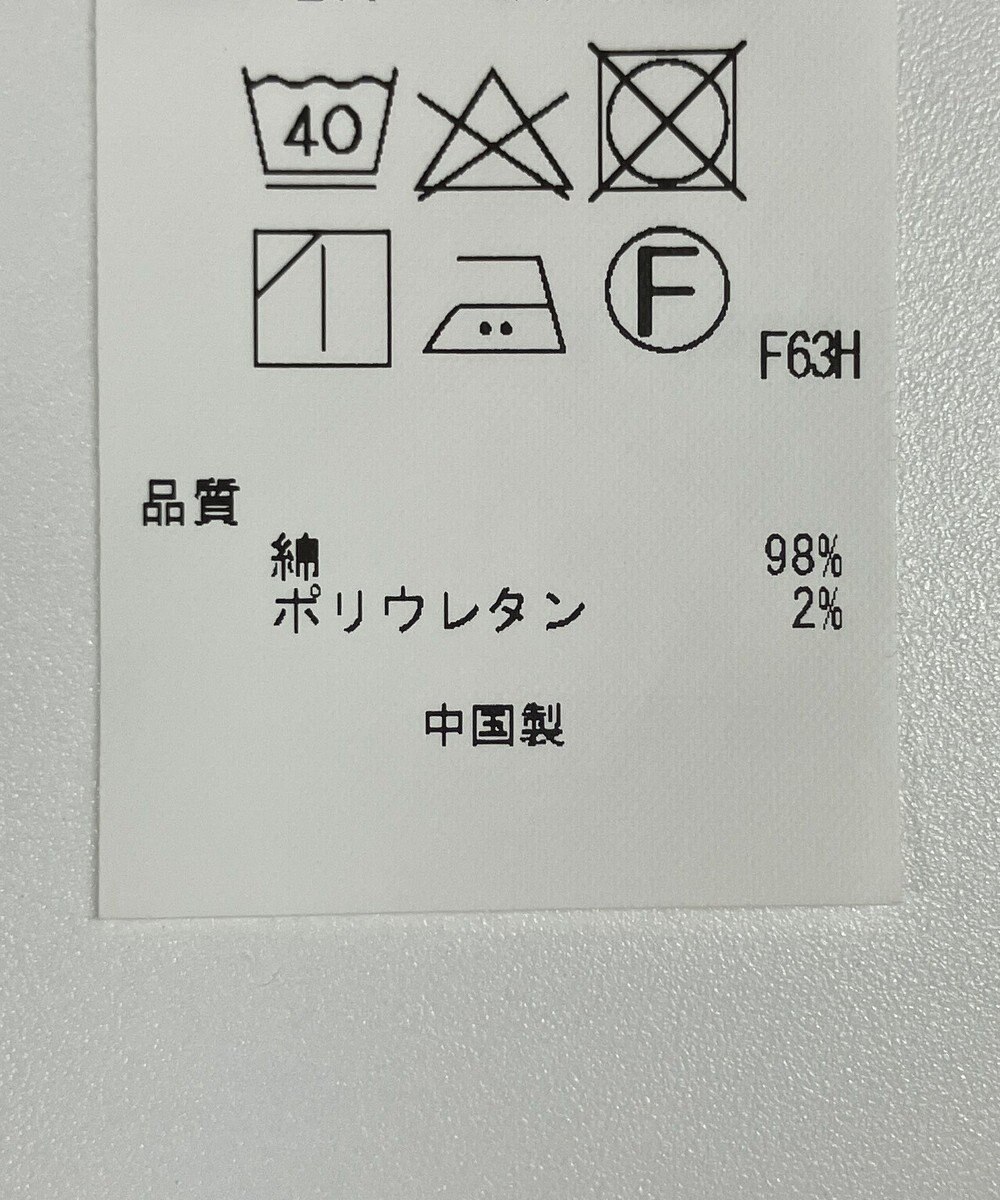 40
F
F63H
品質
綿 98%
ポリウレタン 2%
中国製